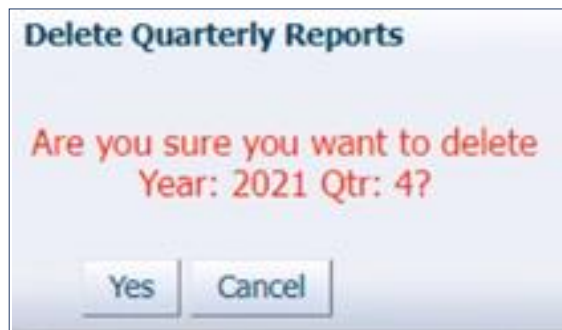 Delete Quarterly Reports
Are you sure you want to delete
Year: 2021 Qtr: 4?
Yes Cancel